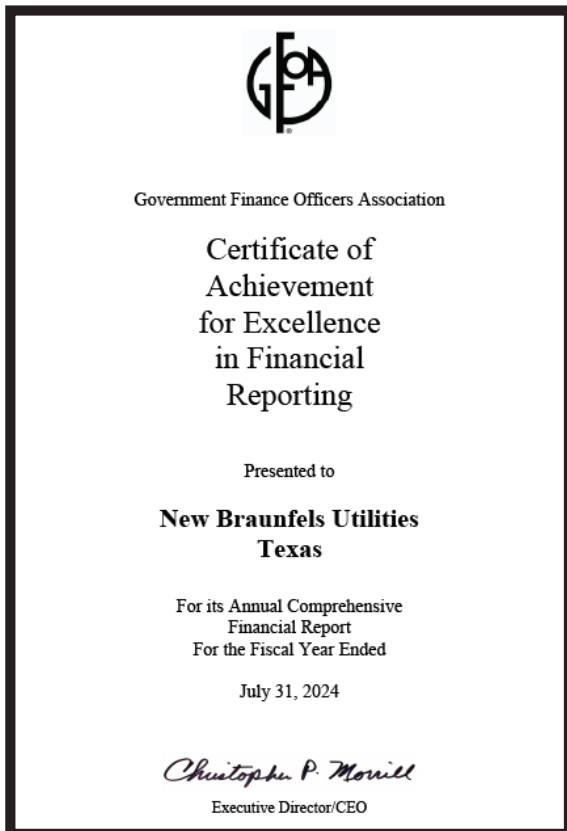 GFOA
®
Government Finance Officers Association
Certificate of
Achievement
for Excellence
in Financial
Reporting
Presented to
New Braunfels Utilities
Texas
For its Annual Comprehensive
Financial Report
For the Fiscal Year Ended
July 31, 2024
Christopher P. Morrill
Executive Director/CEO